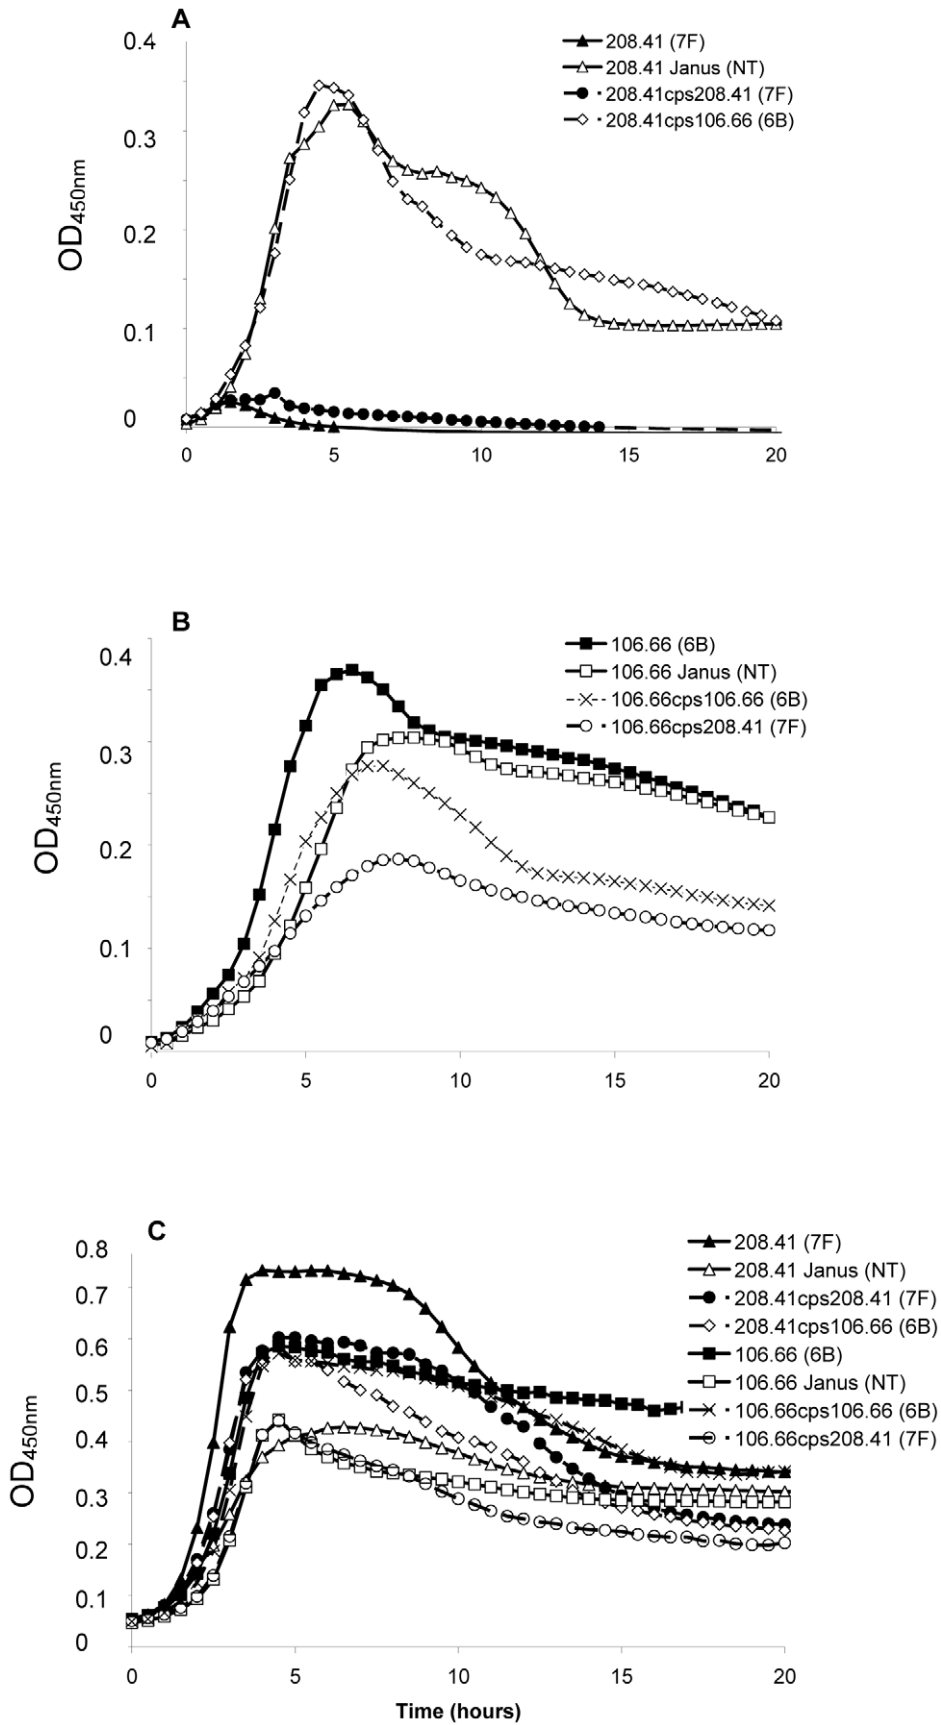 A
0.4
208.41 (7F)
208.41 Janus (NT)
208.41cps208.41 (7F)
208.41cps106.66 (6B)
0.3
OD450nm
0.2
0.1
0
0 5 10 15 20
B
0.4
106.66 (6B)
106.66 Janus (NT)
106.66cps106.66 (6B)
106.66cps208.41 (7F)
0.3
OD450nm
0.2
0.1
0
0 5 10 15 20
C
0.8
208.41 (7F)
208.41 Janus (NT)
208.41cps208.41 (7F)
208.41cps106.66 (6B)
106.66 (6B)
106.66 Janus (NT)
106.66cps106.66 (6B)
106.66cps208.41 (7F)
0.7
0.6
0.5
0.4
OD450nm
0.3
0.2
0.1
0
0 5 10 15 20
Time (hours)